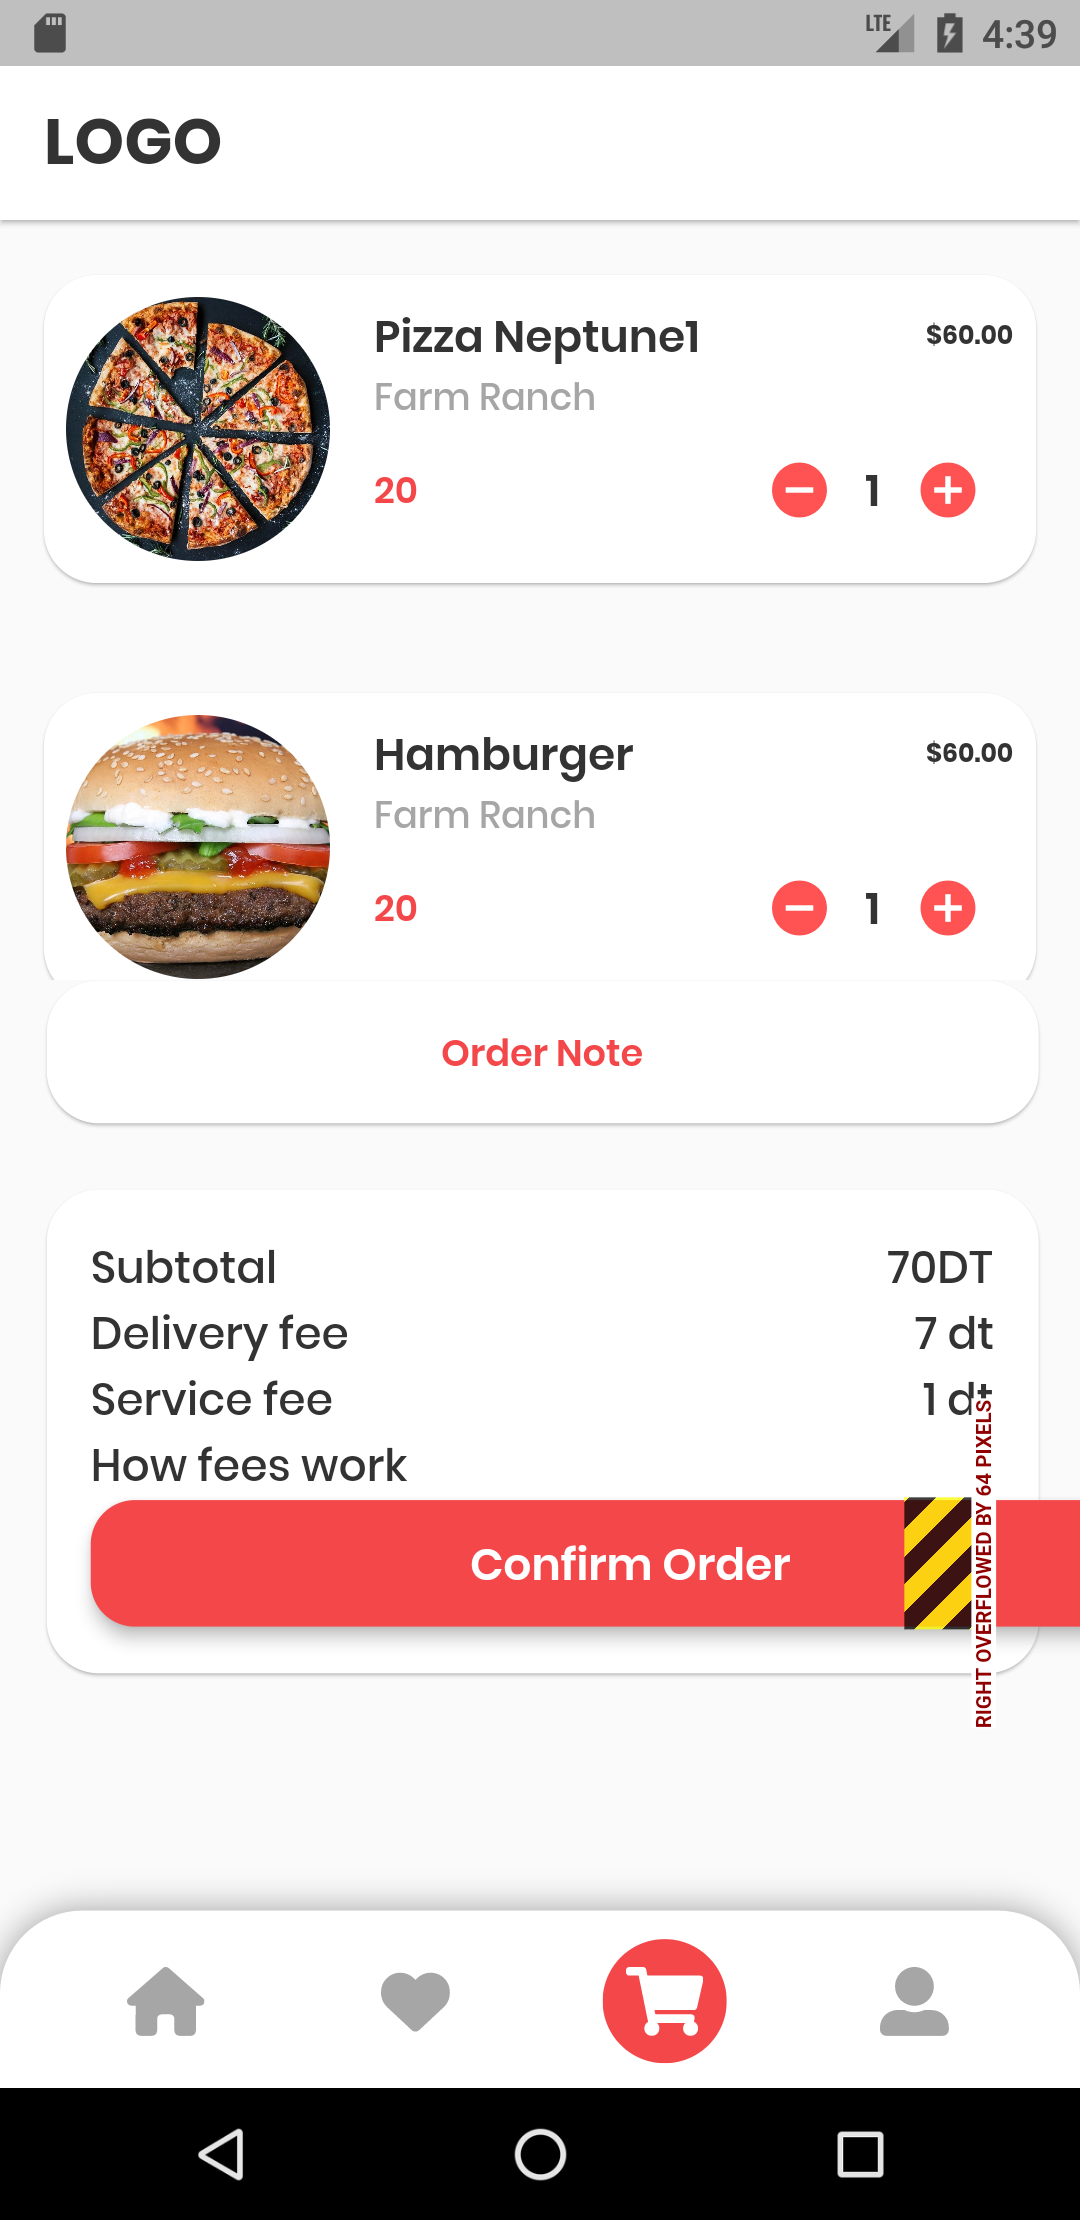 LTE 4:39
LOGO
Pizza Neptune1 $60.00
Farm Ranch
20 1
Hamburger $60.00
Farm Ranch
20 1
Order Note
Subtotal 70DT
Delivery fee 7 dt
Service fee 1 dt
How fees work
Confirm Order
RIGHT OVERFLOWED BY 64 PIXELS